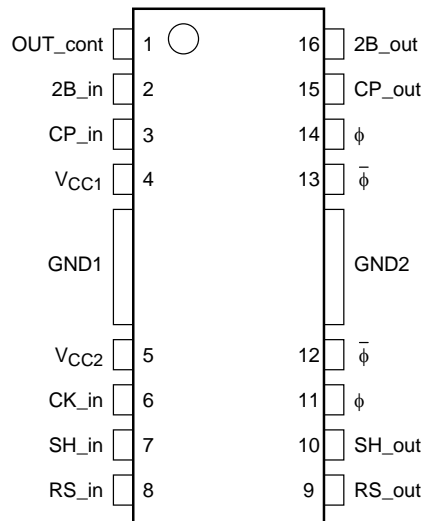 OUT_cont 1 16 2B_out
2B_in 2 15 CP_out
CP_in 3 14 ϕ
VCC1 4 13 ϕ̅
GND1 GND2
VCC2 5 12 ϕ̅
CK_in 6 11 ϕ
SH_in 7 10 SH_out
RS_in 8 9 RS_out